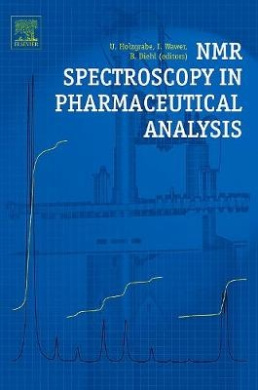 ELSEVIER
U. Holzgrabe, I. Wawer,
B. Diehl (editors)
NMR
SPECTROSCOPY IN
PHARMACEUTICAL
ANALYSIS